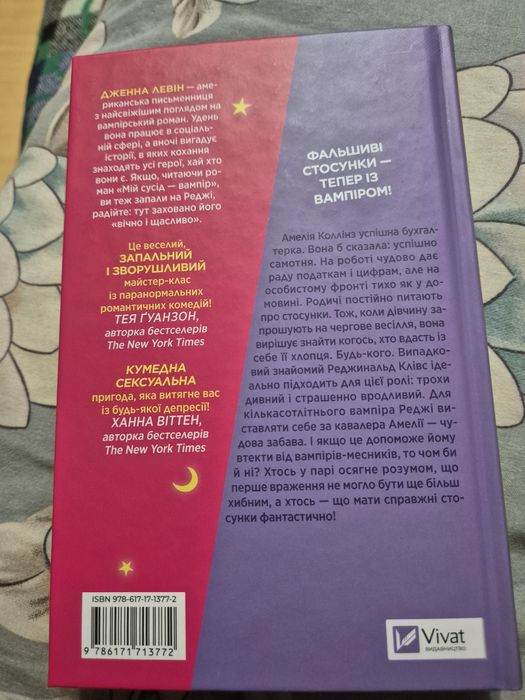 ДЖЕННА ЛЕВІН — аме-
риканська письменниця
з найсвіжішим поглядом на
вампірський роман. Удень
вона працює в соціаль-
ній сфері, а вночі вигадує
історії, в яких кохання
знаходять усі герої, хай хто
вони є. Якщо, читаючи ро-
ман «Мій сусід — вампір»,
ви теж запали на Реджі,
радійте: тут заховано його
«вічно і щасливо».
Це веселий,
ЗАПАЛЬНИЙ
І ЗВОРУШЛИВИЙ
майстер-клас
із паранормальних
романтичних комедій!
ТЕЯ ҐУАНЗОН,
авторка бестселерів
The New York Times
КУМЕДНА
СЕКСУАЛЬНА
пригода, яка витягне вас
із будь-якої депресії!
ХАННА ВІТТЕН,
авторка бестселерів
The New York Times
ISBN 978-617-17-1377-2
9 786171 713772
ФАЛЬШИВІ
СТОСУНКИ —
ТЕПЕР ІЗ
ВАМПІРОМ!
Амелія Коллінз успішна бухгал-
терка. Вона б сказала: успішно
самотня. На роботі чудово дає
раду податкам і цифрам, але на
особистому фронті тихо як у до-
мовині. Родичі постійно питають
про стосунки. Тож, коли дівчину за-
прошують на чергове весілля, вона
вирішує знайти когось, хто вдасть із
себе її хлопця. Будь-кого. Випадко-
вий знайомий Реджинальд Клівс іде-
ально підходить для цієї ролі: трохи
дивний і страшенно вродливий. Для
кількасотлітнього вампіра Реджі ви-
ставляти себе за кавалера Амелії — чу-
дова забава. І якщо це допоможе йому
втекти від вампірів-месників, то чом би
й ні? Хтось у парі осягне розумом, що
перше враження не могло бути ще більш
хибним, а хтось — що мати справжні сто-
сунки фантастично!
Vivat
ВИДАВНИЦТВО